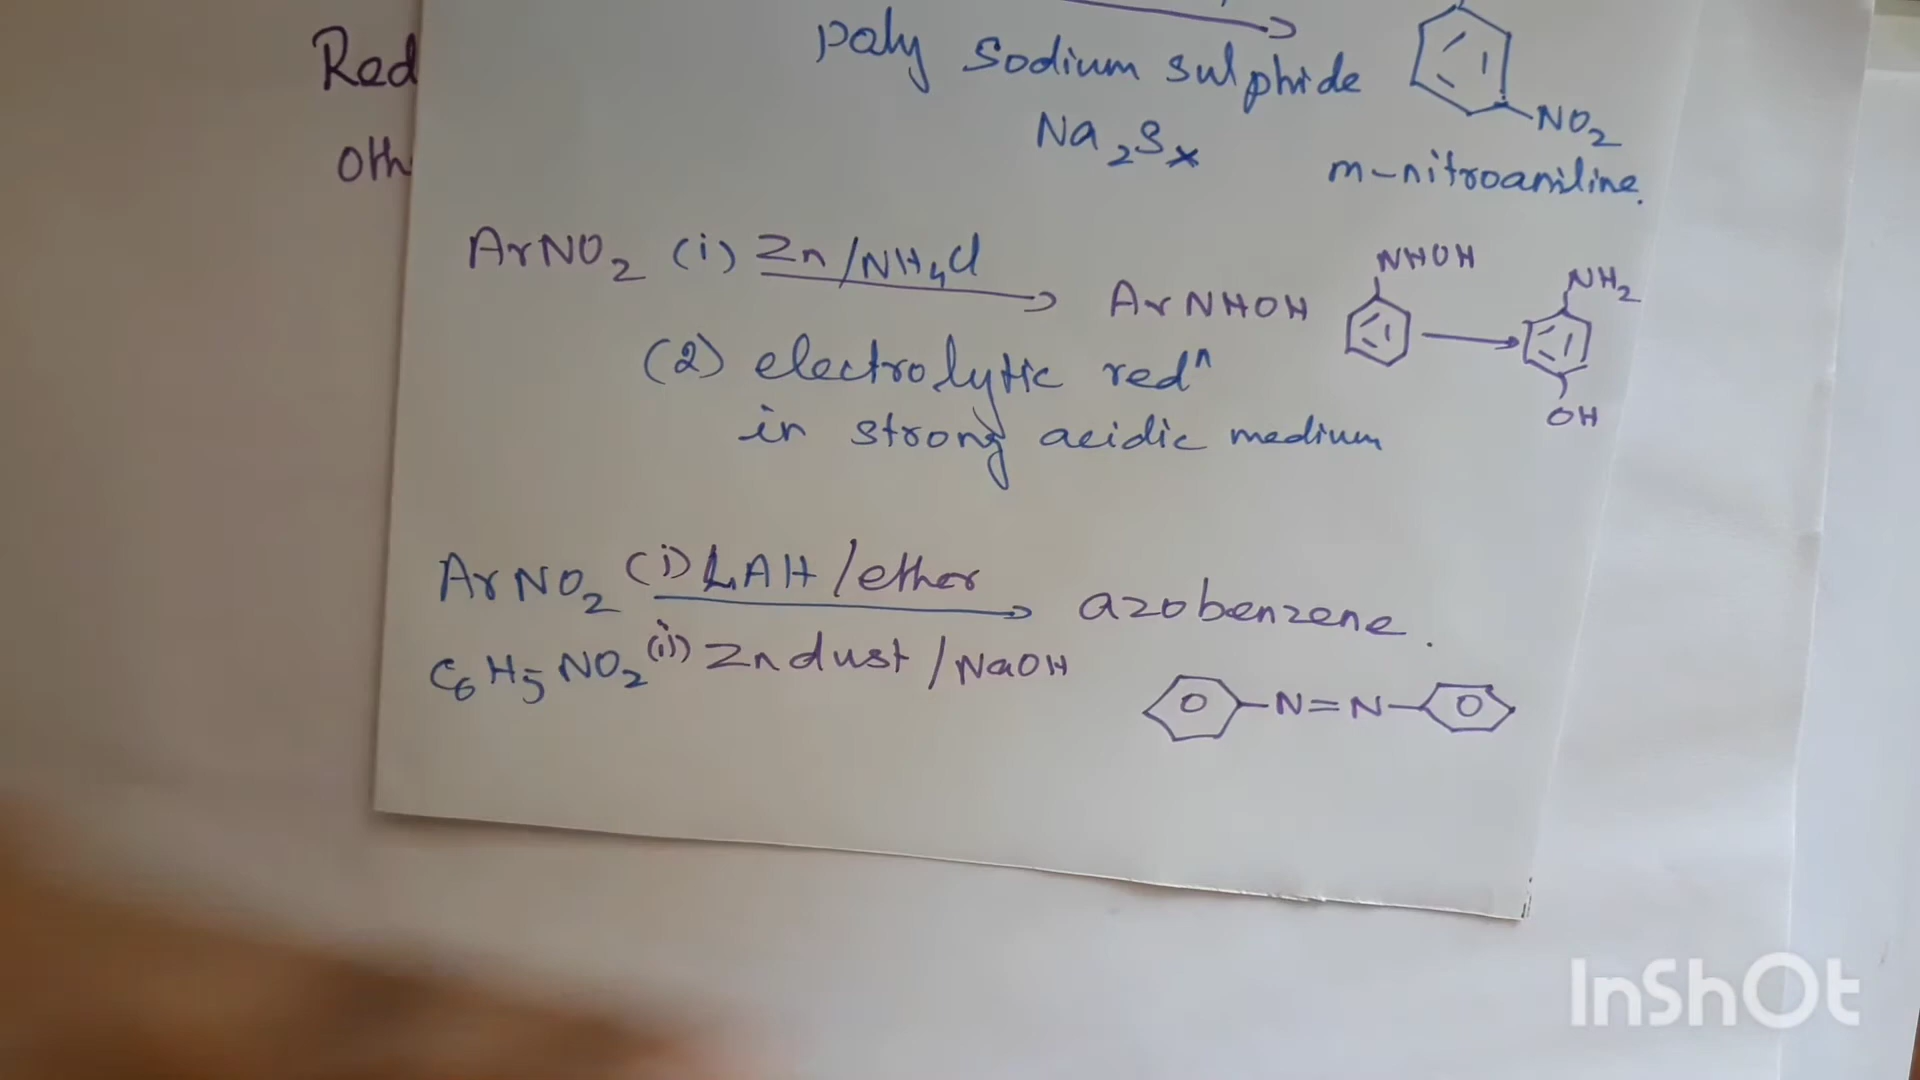 Red
oth
poly sodium sulphide
Na2Sx
NO2
m-nitroaniline.
ArNO2 (i) Zn/NH4Cl
ArNHOH
NHOH
NH2
OH
(2) electrolytic redn
in strong acidic medium
ArNO2 (i) LAH/ether
azobenzene.
C6H5NO2 (ii) Zn dust/NaOH
N=N
InShOt